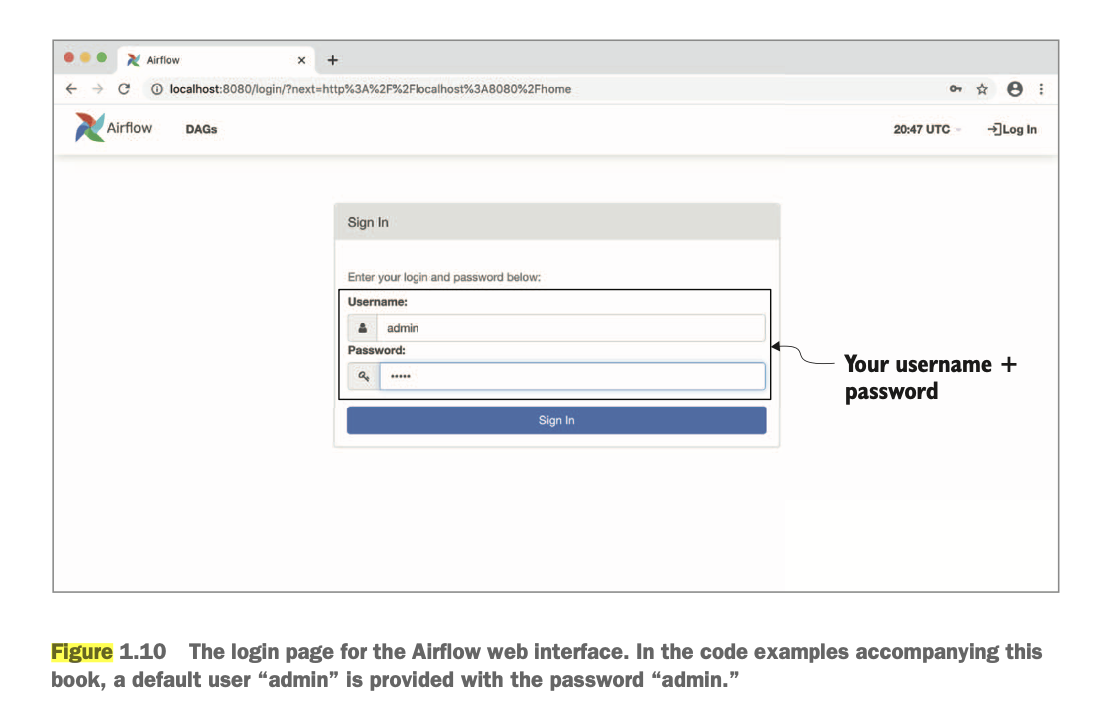 Airflow
localhost:8080/login/?next=http%3A%2F%2Flocalhost%3A8080%2Fhome
Airflow DAGs 20:47 UTC Log In
Sign In
Enter your login and password below:
Username:
admin
Password:
•••••
Your username +
password
Sign In
Figure 1.10 The login page for the Airflow web interface. In the code examples accompanying this
book, a default user “admin” is provided with the password “admin.”